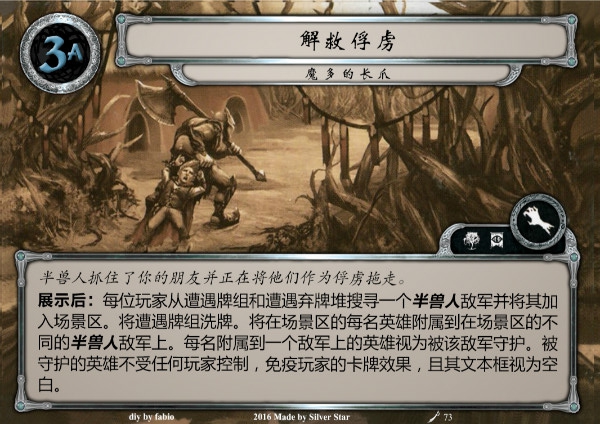 3A
解救俘虏
魔多的长爪
半兽人抓住了你的朋友并正在将他们作为俘虏拖走。
展示后：每位玩家从遭遇牌组和遭遇弃牌堆搜寻一个半兽人敌军并将其加
入场景区。将遭遇牌组洗牌。将在场景区的每名英雄附属到在场景区的不
同的半兽人敌军上。每名附属到一个敌军上的英雄视为被该敌军守护。被
守护的英雄不受任何玩家控制，免疫玩家的卡牌效果，且其文本框视为空
白。
diy by fabio 2016 Made by Silver Star 73